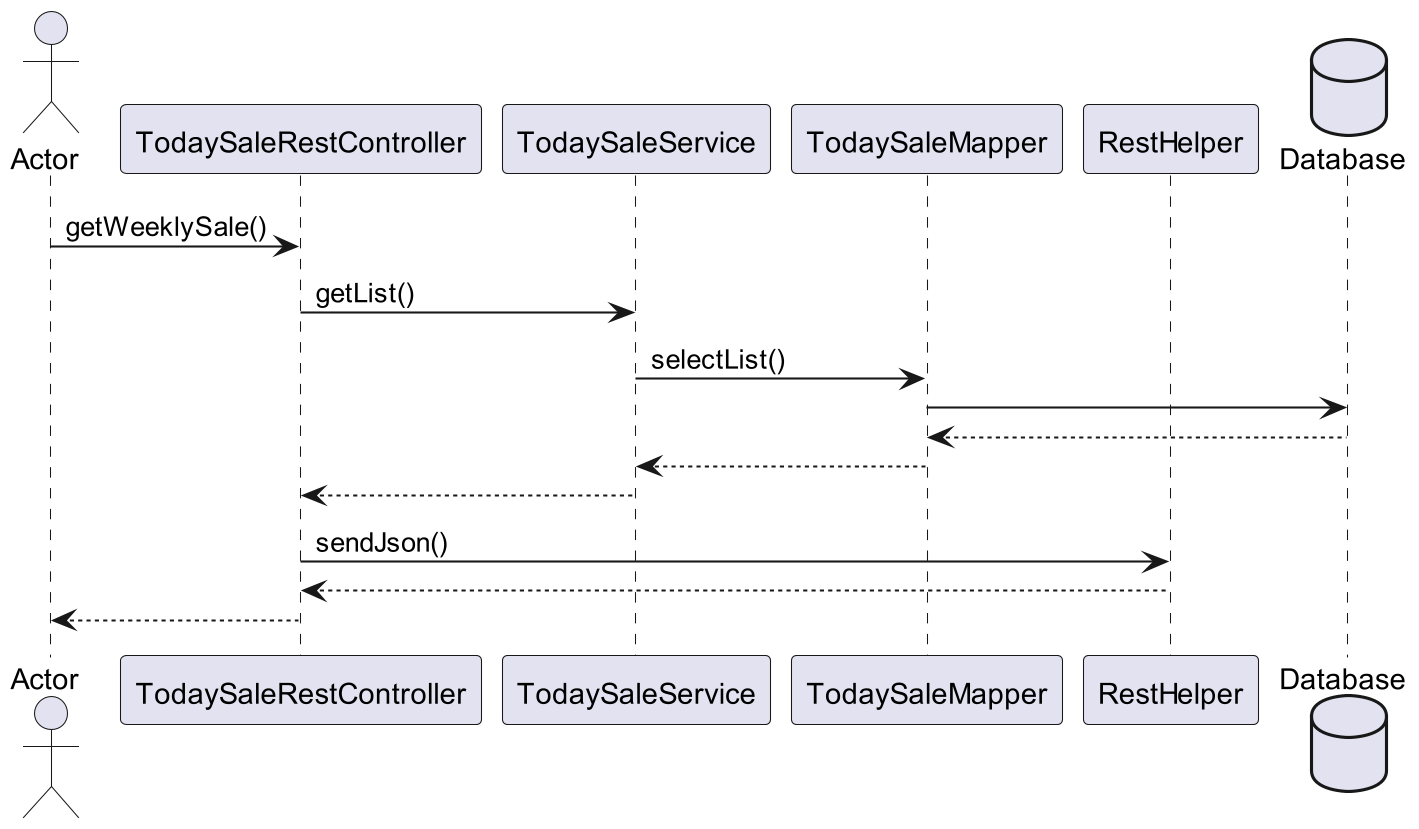 Actor
TodaySaleRestController
TodaySaleService
TodaySaleMapper
RestHelper
Database
getWeeklySale()
getList()
selectList()
sendJson()
Actor
TodaySaleRestController
TodaySaleService
TodaySaleMapper
RestHelper
Database